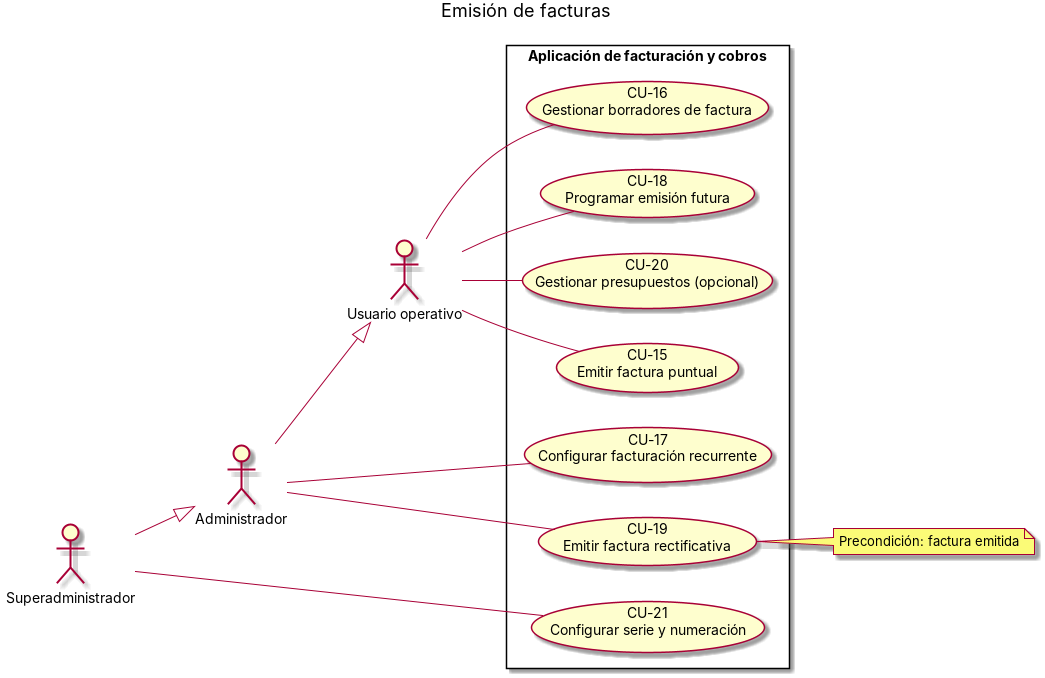 Emisión de facturas
Aplicación de facturación y cobros
CU-16
Gestionar borradores de factura
CU-18
Programar emisión futura
CU-20
Gestionar presupuestos (opcional)
Usuario operativo
CU-15
Emitir factura puntual
CU-17
Configurar facturación recurrente
Administrador
CU-19
Emitir factura rectificativa
Precondición: factura emitida
Superadministrador
CU-21
Configurar serie y numeración